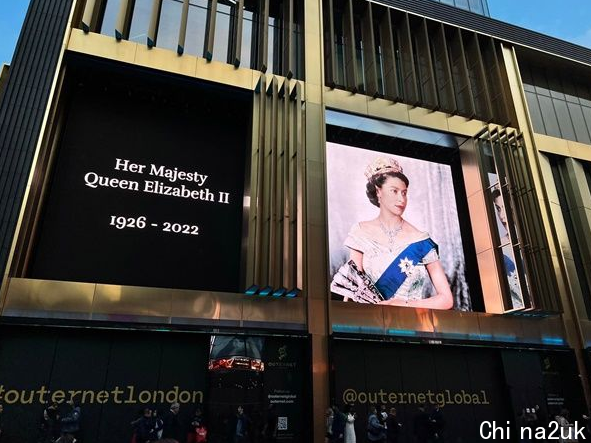 Her Majesty
Queen Elizabeth II
1926 - 2022
#outernetlondon
@outernetglobal
Chi na2uk